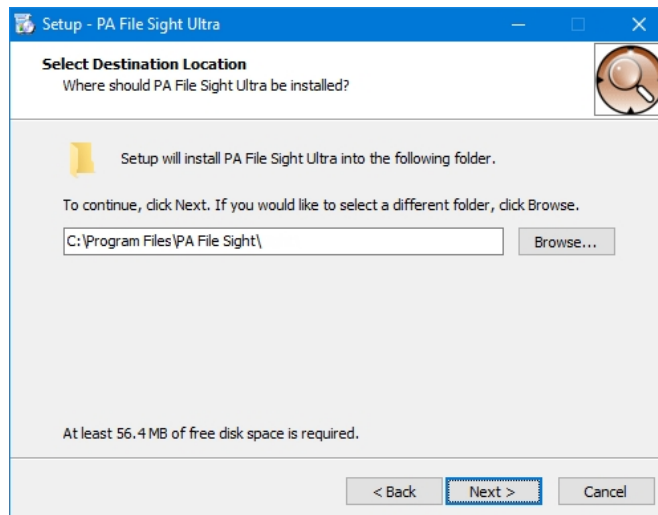 Setup - PA File Sight Ultra
Select Destination Location
Where should PA File Sight Ultra be installed?
Setup will install PA File Sight Ultra into the following folder.
To continue, click Next. If you would like to select a different folder, click Browse.
C:\Program Files\PA File Sight\
Browse...
At least 56.4 MB of free disk space is required.
< Back
Next >
Cancel